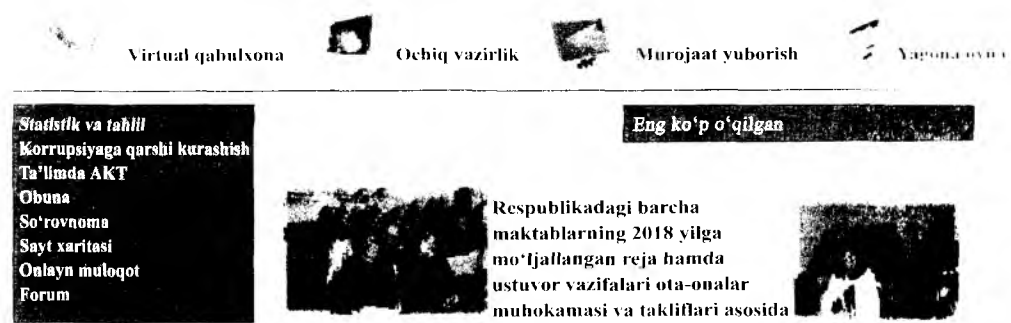 Virtual qabulxona
Ochiq vazirlik
Murojaat yuborish
Yagona oyna
Statistik va tahlil
Korrupsiyaga qarshi kurashish
Ta’limda AKT
Obuna
So‘rovnoma
Sayt xaritasi
Onlayn muloqot
Forum
Eng ko‘p o‘qilgan
Respublikadagi barcha
maktablarning 2018 yilga
mo‘ljallangan reja hamda
ustuvor vazifalari ota-onalar
muhokamasi va takliflari asosida